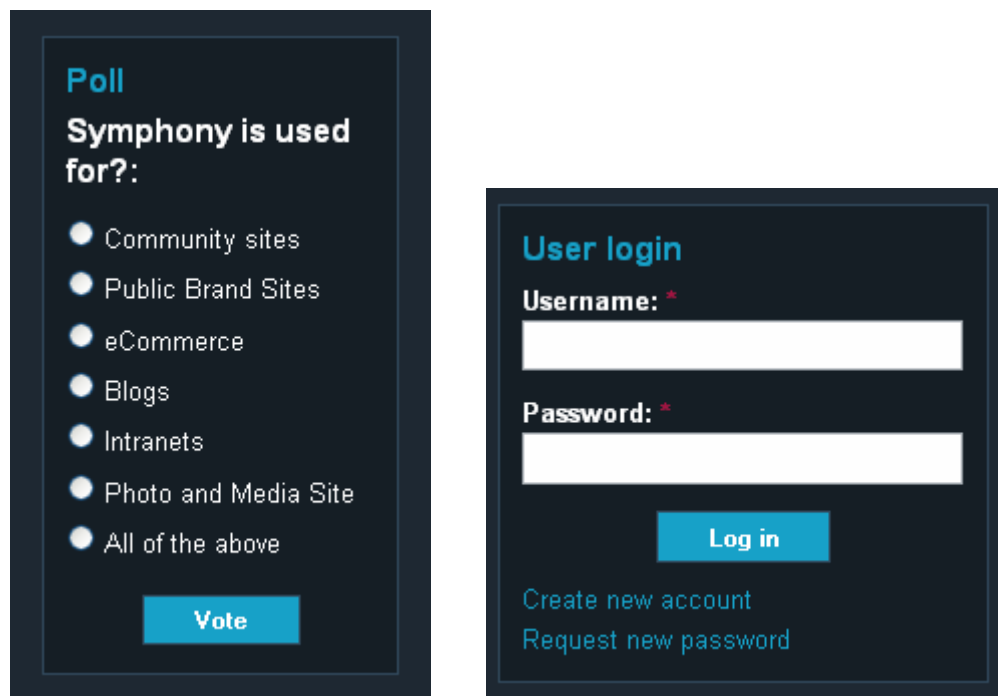 Poll
Symphony is used
for?:
Community sites
Public Brand Sites
eCommerce
Blogs
Intranets
Photo and Media Site
All of the above
Vote
User login
Username: *
Password: *
Log in
Create new account
Request new password